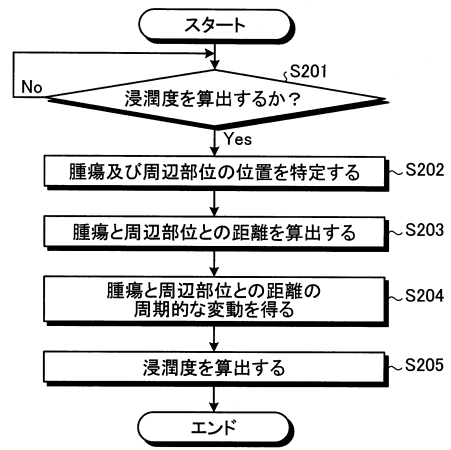 スタート
S201
No
浸潤度を算出するか？
Yes
腫瘍及び周辺部位の位置を特定する
S202
腫瘍と周辺部位との距離を算出する
S203
腫瘍と周辺部位との距離の
周期的な変動を得る
S204
浸潤度を算出する
S205
エンド